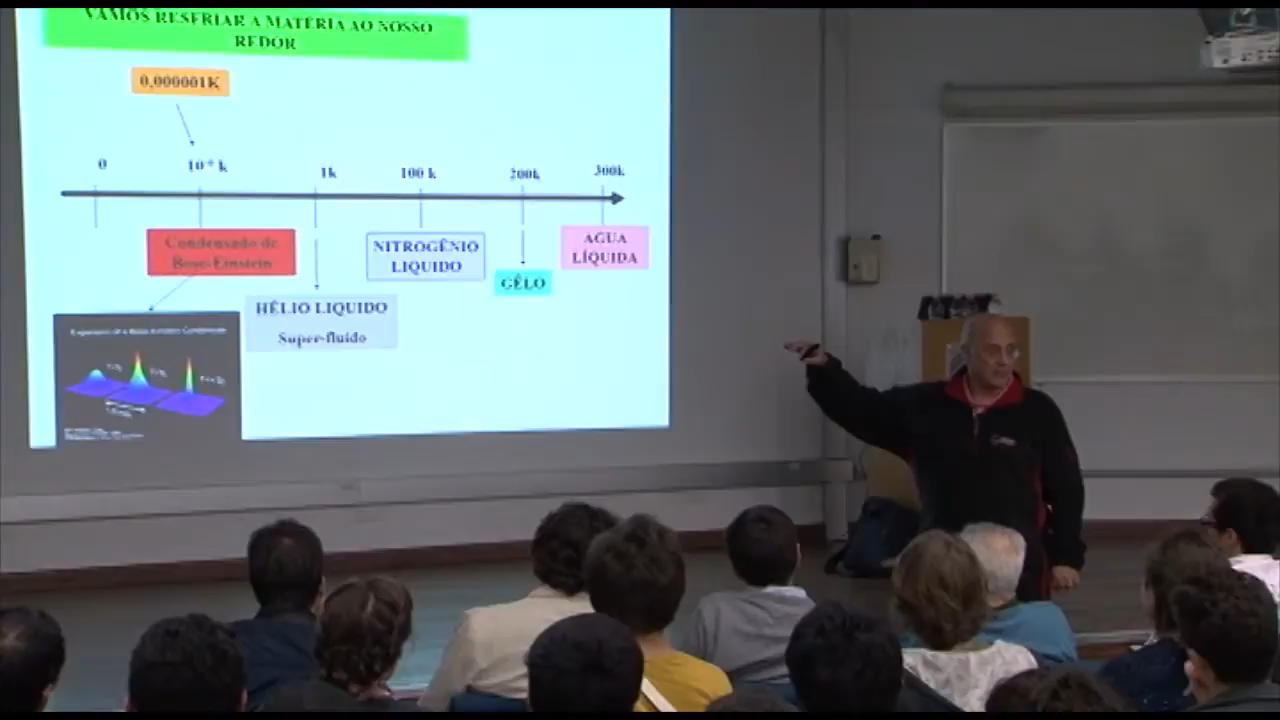 VAMOS RESFRIAR A MATÉRIA AO NOSSO
REDOR
0,000001K
0
1k
100 k
200k
300k
Condensado de
Bose-Einstein
NITROGÊNIO
LIQUIDO
AGUA
LÍQUIDA
GÊLO
HÉLIO LIQUIDO
Super-fluído